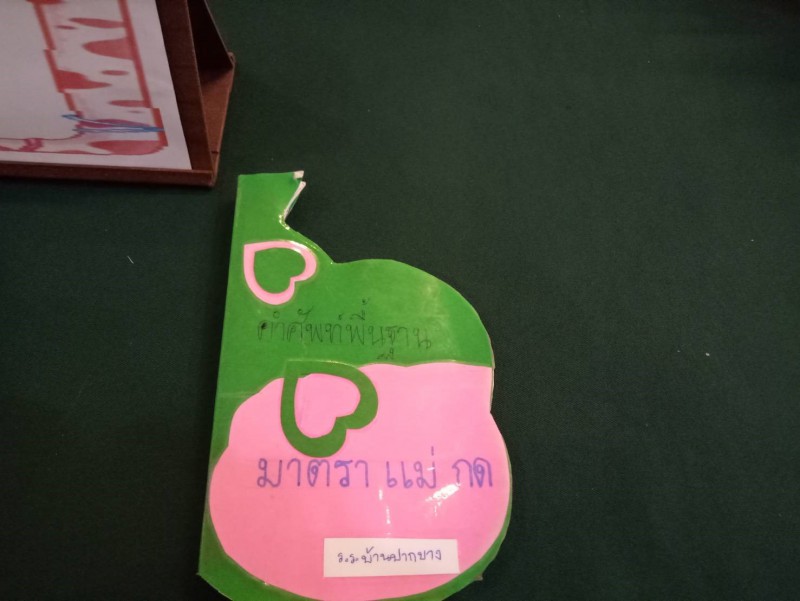 คำศัพท์พื้นฐาน
มาตรา แม่ กด
ร.ร.บ้านปากบาง